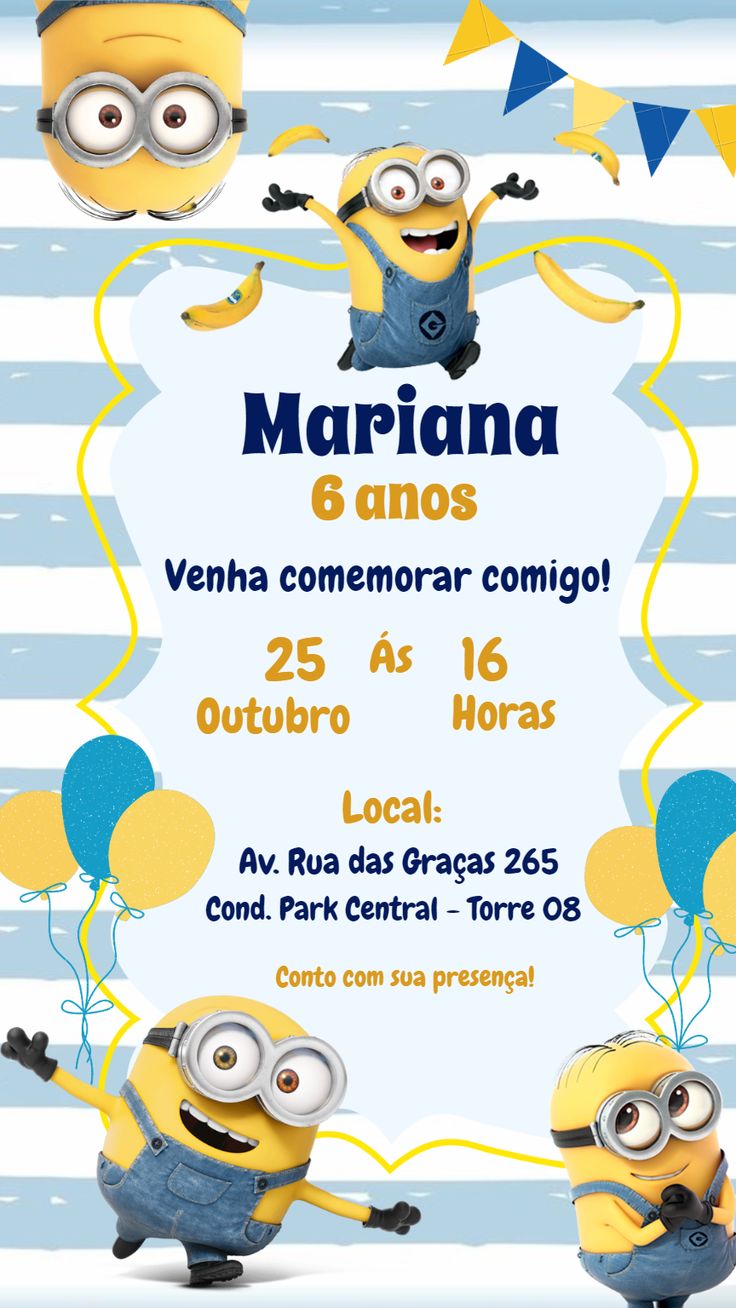 Mariana
6 anos
Venha comemorar comigo!
25 Ás 16
Outubro Horas
Local:
Av. Rua das Graças 265
Cond. Park Central - Torre 08
Conto com sua presença!